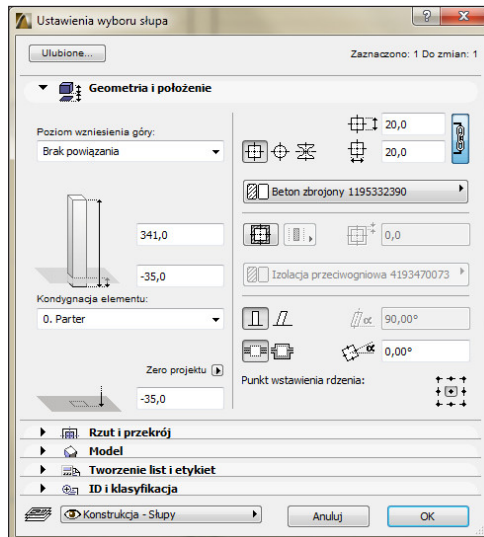 Ustawienia wyboru słupa
Ulubione...
Zaznaczono: 1 Do zmian: 1
Geometria i położenie
Poziom wzniesienia góry:
Brak powiązania
341,0
-35,0
Kondygnacja elementu:
0. Parter
Zero projektu
-35,0
20,0
20,0
Beton zbrojony 1195332390
0,0
Izolacja przeciwogniowa 4193470073
α 90,00°
α 0,00°
Punkt wstawienia rdzenia:
Rzut i przekrój
Model
Tworzenie list i etykiet
ID i klasyfikacja
Konstrukcja - Słupy
Anuluj
OK